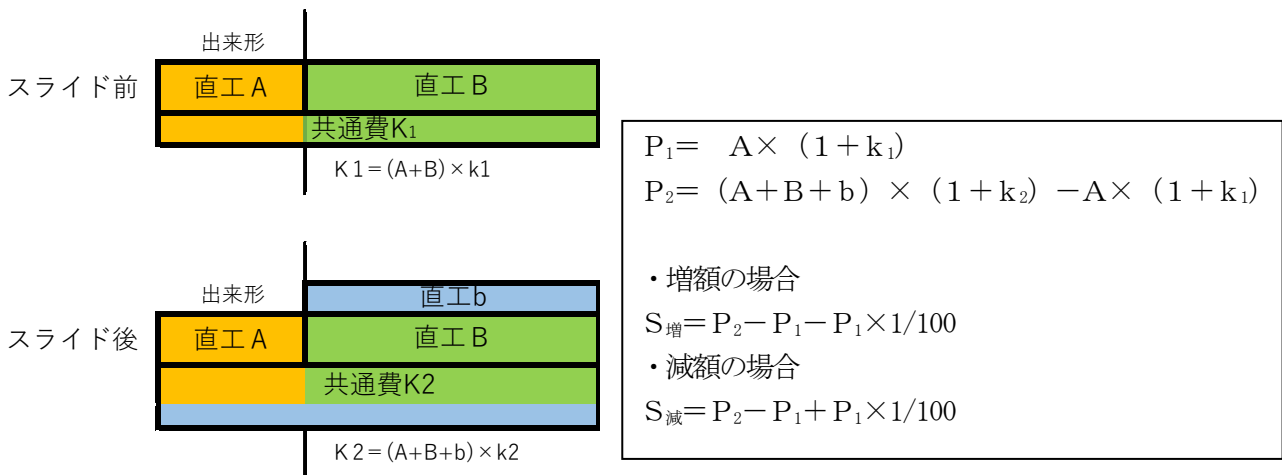 出来形
スライド前
直工A
直工B
共通費K₁
K1＝(A+B)×k1
出来形
直工b
スライド後
直工A
直工B
共通費K2
K2＝(A+B+b)×k2
P₁＝　A×（1＋k₁）
P₂＝（A＋B＋b）×（1＋k₂）－A×（1＋k₁）
・増額の場合
S増＝P₂－P₁－P₁×1/100
・減額の場合
S減＝P₂－P₁＋P₁×1/100